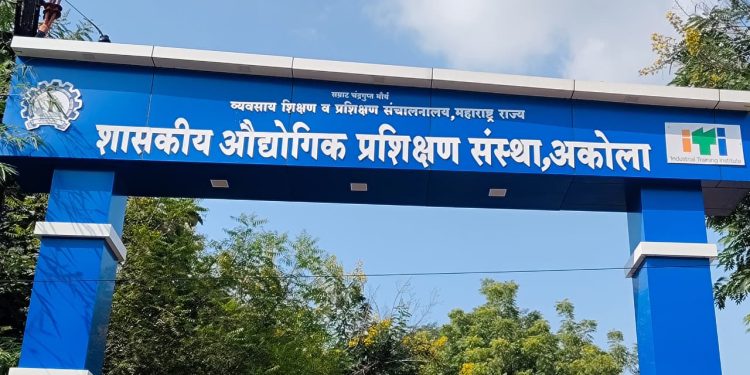 सम्राट चंद्रगुप्त मौर्य
व्यवसाय शिक्षण व प्रशिक्षण संचालनालय,महाराष्ट्र राज्य
शासकीय औद्योगिक प्रशिक्षण संस्था,अकोला
iTi
Industrial Training Institute